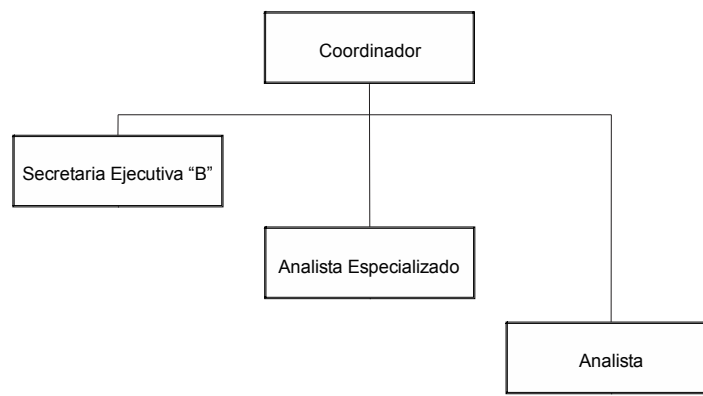 Coordinador
Secretaria Ejecutiva “B”
Analista Especializado
Analista